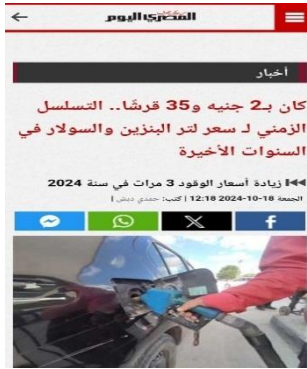 المصري اليوم
أخبار
كان بـ2 جنيه و35 قرشًا.. التسلسل
الزمني لـ سعر لتر البنزين والسولار في
السنوات الأخيرة
زيادة أسعار الوقود 3 مرات في سنة 2024
الجمعة 18-10-2024 12:18 | كتب: حمدي دبش |